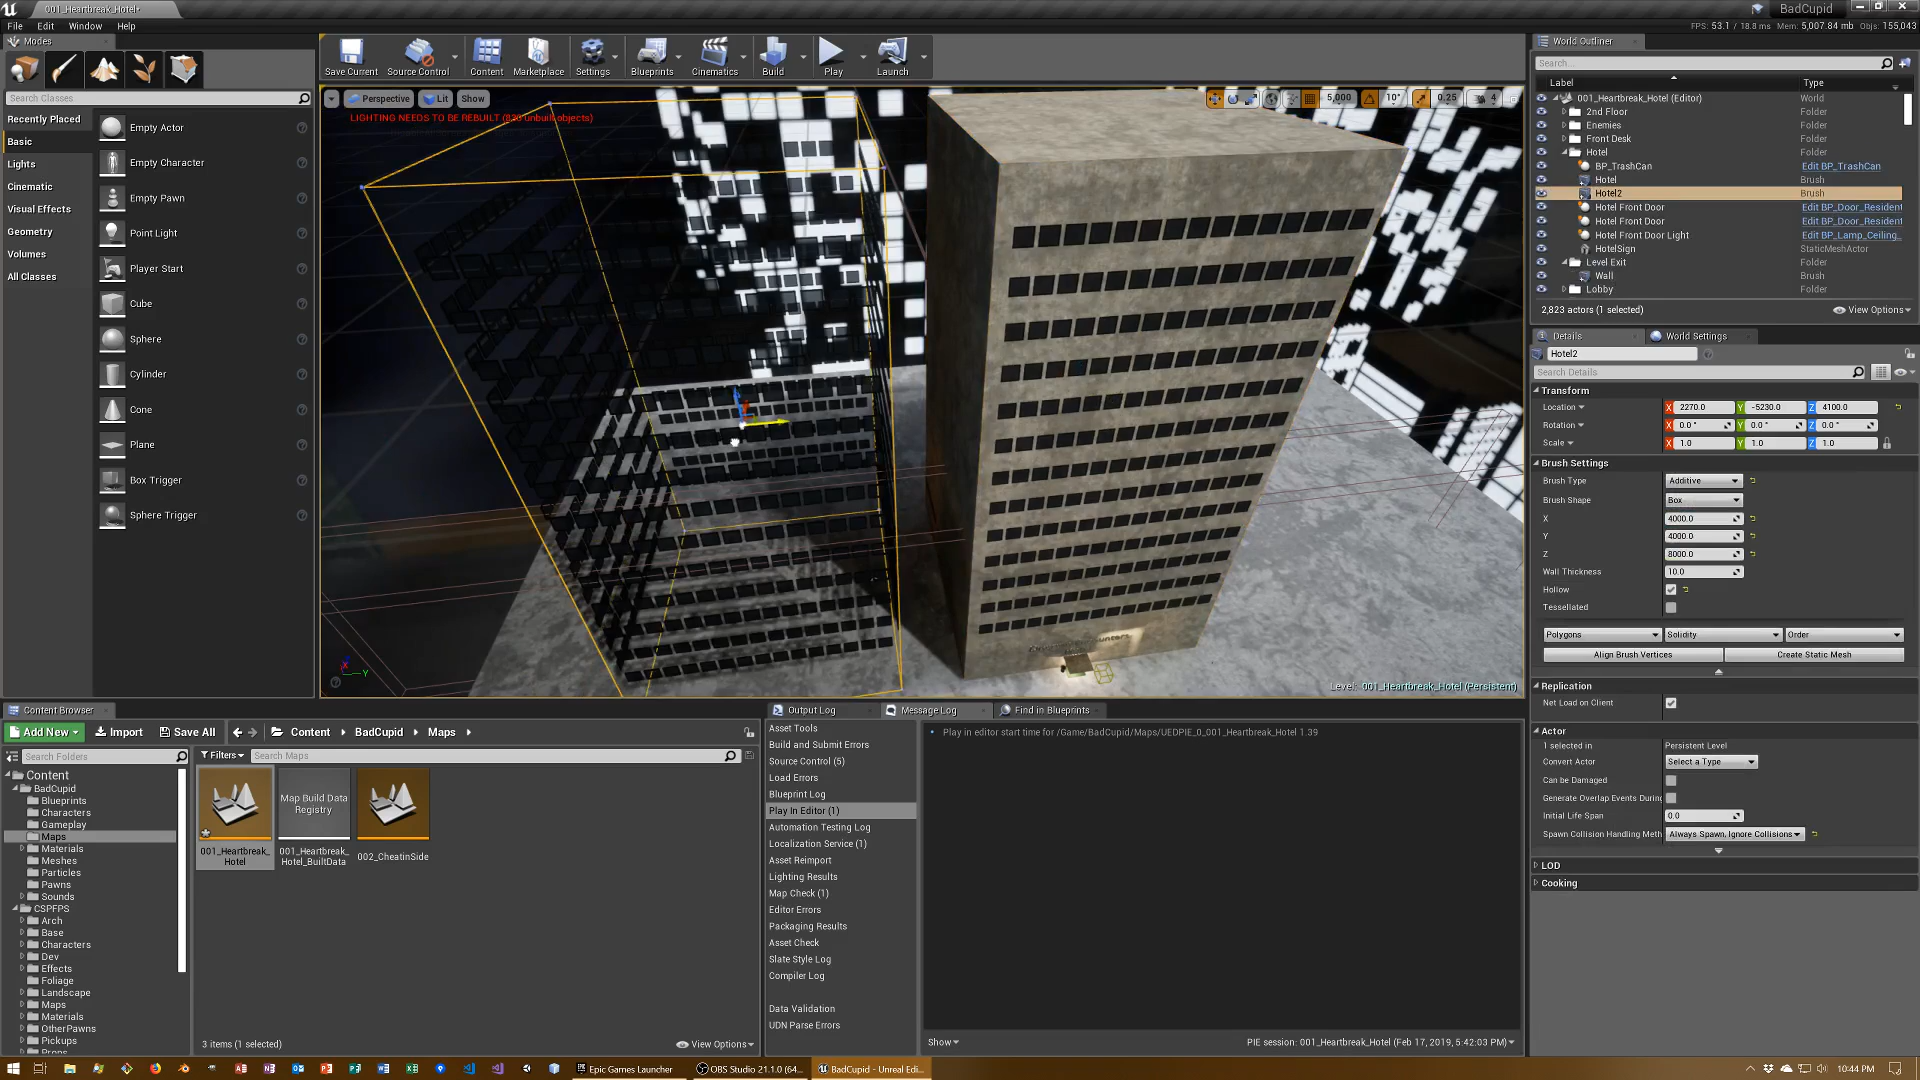 001_Heartbreak_Hotel*
BadCupid
File Edit Window Help
FPS: 53.1 / 18.8 ms Mem: 5,007.84 mb Objs: 155,043
Modes
Search Classes
Recently Placed
Basic
Lights
Cinematic
Visual Effects
Geometry
Volumes
All Classes
Empty Actor
Empty Character
Empty Pawn
Point Light
Player Start
Cube
Sphere
Cylinder
Cone
Plane
Box Trigger
Sphere Trigger
Save Current
Source Control
Content
Marketplace
Settings
Blueprints
Cinematics
Build
Play
Launch
Perspective Lit Show
5,000 10° 0.25 4
X Y
Level: 001_Heartbreak_Hotel (Persistent)
World Outliner
Search...
Label Type
001_Heartbreak_Hotel (Editor) World
2nd Floor Folder
Enemies Folder
Front Desk Folder
Hotel Folder
BP_TrashCan Edit BP_TrashCan
Hotel Brush
Hotel2 Brush
Hotel Front Door Edit BP_Door_Resident
Hotel Front Door Edit BP_Door_Resident
Hotel Front Door Light Edit BP_Lamp_Ceiling_
HotelSign StaticMeshActor
Level Exit Folder
Wall Brush
Lobby Folder
2,823 actors (1 selected) View Options
Details World Settings
Hotel2
Search Details
Transform
Location X 2270.0 Y -5230.0 Z 4100.0
Rotation X 0.0 ° Y 0.0 ° Z 0.0 °
Scale X 1.0 Y 1.0 Z 1.0
Brush Settings
Brush Type Additive
Brush Shape Box
X 4000.0
Y 4000.0
Z 8000.0
Wall Thickness 10.0
Hollow
Tessellated
Polygons Solidity Order
Align Brush Vertices Create Static Mesh
Replication
Net Load on Client
Actor
1 selected in Persistent Level
Convert Actor Select a Type
Can be Damaged
Generate Overlap Events During
Initial Life Span 0.0
Spawn Collision Handling Meth Always Spawn, Ignore Collisions
LOD
Cooking
Content Browser
Add New Import Save All Content BadCupid Maps
Search Folders
Filters Search Maps
Content
BadCupid
Blueprints
Characters
Gameplay
Maps
Materials
Meshes
Particles
Pawns
Sounds
CSPFPS
Arch
Base
Characters
Dev
Effects
Foliage
Landscape
Maps
Materials
OtherPawns
Pickups
Props
Map Build Data
Registry
001_Heartbreak_
Hotel
001_Heartbreak_
Hotel_BuiltData
002_CheatinSide
3 items (1 selected) View Options
Output Log Message Log Find in Blueprints
Asset Tools
Build and Submit Errors
Source Control (5)
Load Errors
Blueprint Log
Play In Editor (1)
Automation Testing Log
Localization Service (1)
Asset Reimport
Lighting Results
Map Check (1)
Editor Errors
Packaging Results
Asset Check
Slate Style Log
Compiler Log
Data Validation
UDN Parse Errors
Play in editor start time for /Game/BadCupid/Maps/UEDPIE_0_001_Heartbreak_Hotel 1.39
Show PIE session: 001_Heartbreak_Hotel (Feb 17, 2019, 5:42:03 PM)
Epic Games Launcher
OBS Studio 21.1.0 (64...
BadCupid - Unreal Edi...
10:44 PM